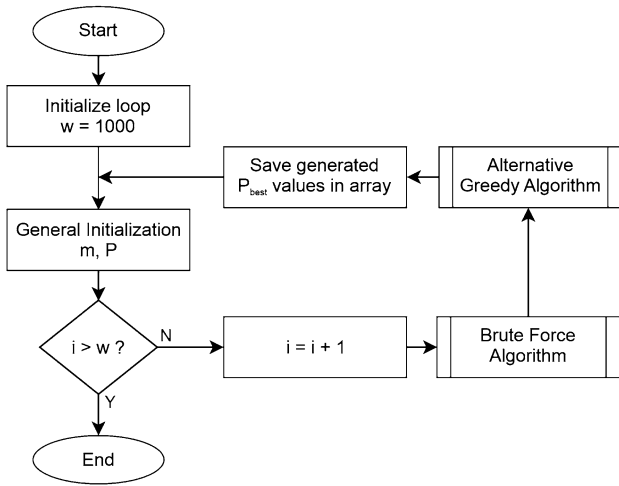 Start
Initialize loop
w = 1000
Save generated
P_best values in array
Alternative
Greedy Algorithm
General Initialization
m, P
i > w ?
N
i = i + 1
Brute Force
Algorithm
Y
End